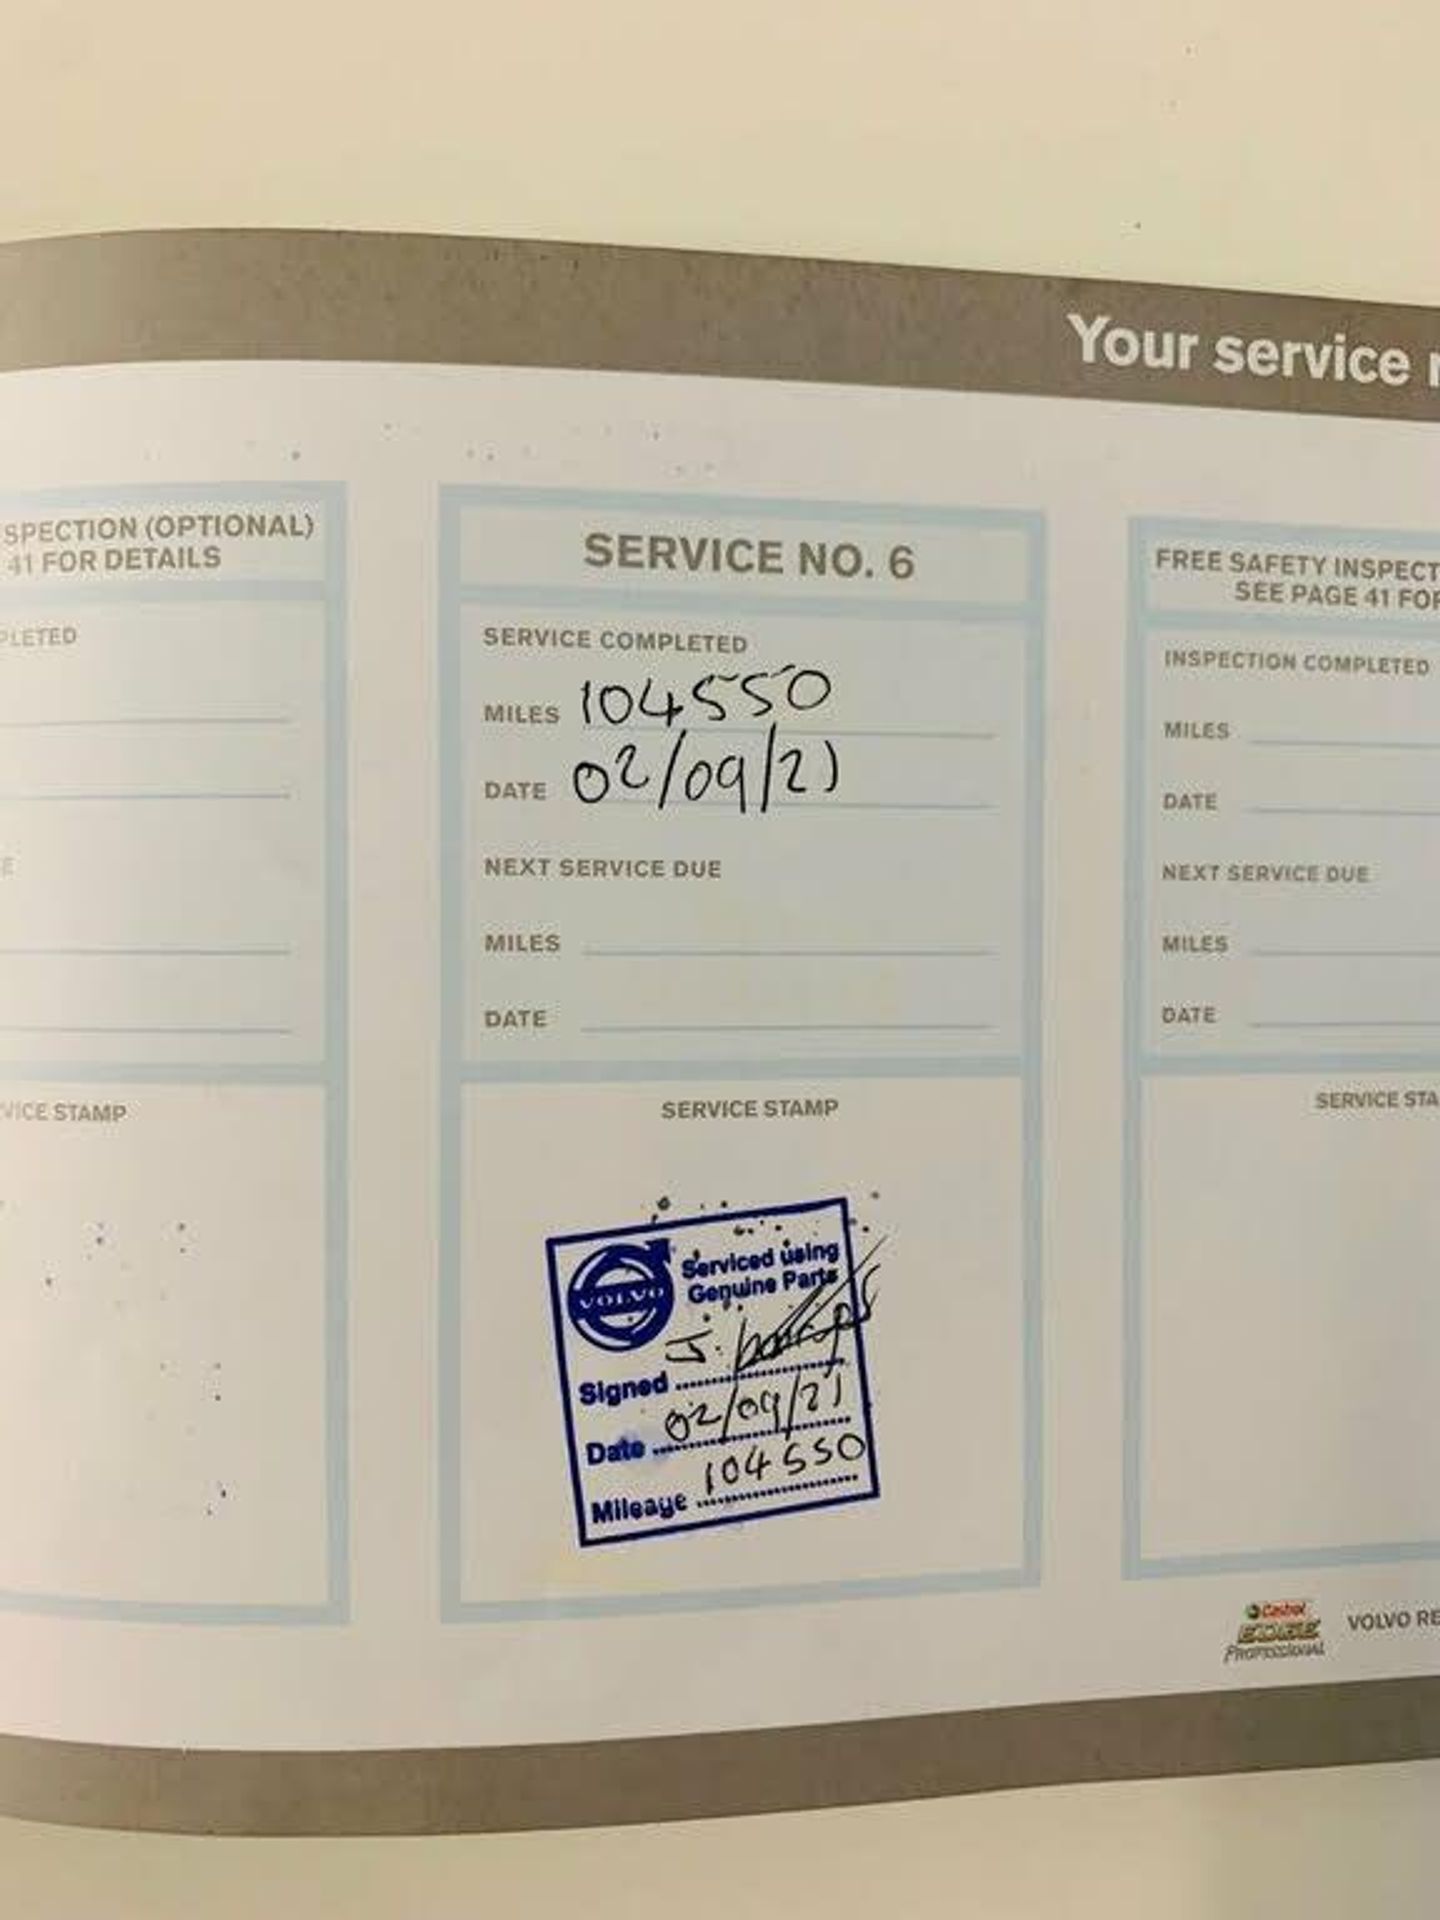 Your service
SPECTION (OPTIONAL)
41 FOR DETAILS
PLETED
E
VICE STAMP
SERVICE NO. 6
SERVICE COMPLETED
MILES 104550
DATE 02/09/21
NEXT SERVICE DUE
MILES
DATE
SERVICE STAMP
VOLVO
Serviced using
Genuine Parts
Signed J.
Date 02/09/21
Mileage 104550
FREE SAFETY INSPECT
SEE PAGE 41 FOR
INSPECTION COMPLETED
MILES
DATE
NEXT SERVICE DUE
MILES
DATE
SERVICE STA
Castrol
EDGE
PROFESSIONAL
VOLVO RE